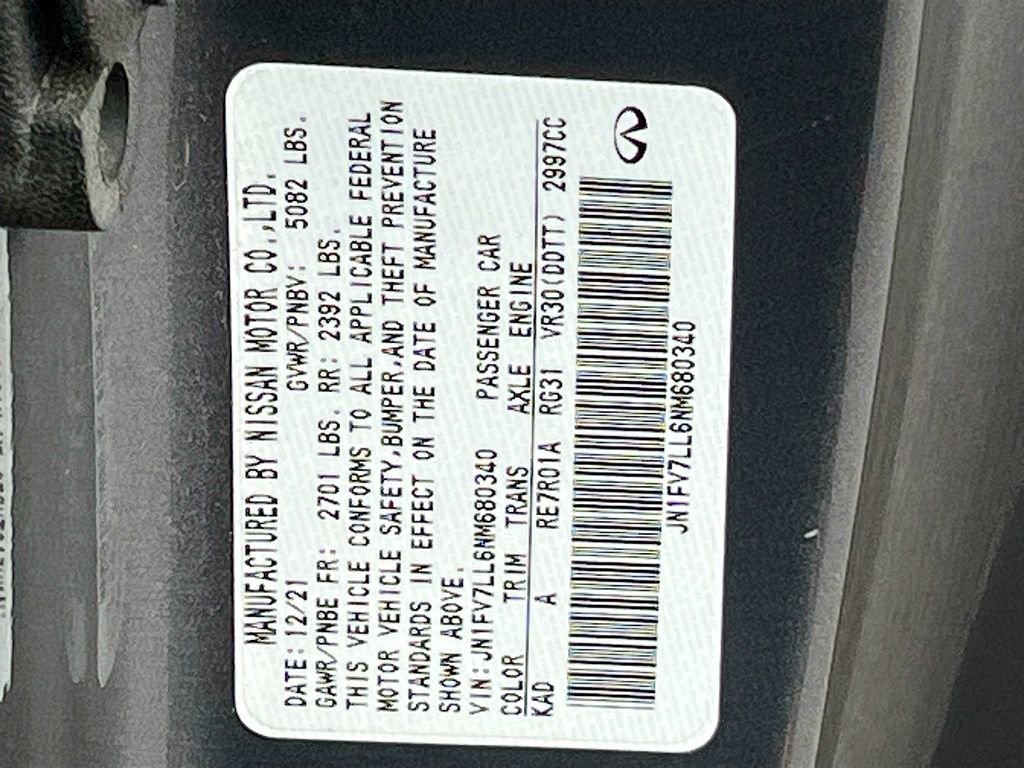 MANUFACTURED BY NISSAN MOTOR CO.,LTD.
DATE:12/21 GVWR/PNBV: 5082 LBS.
GAWR/PNBE FR: 2701 LBS. RR: 2392 LBS.
THIS VEHICLE CONFORMS TO ALL APPLICABLE FEDERAL
MOTOR VEHICLE SAFETY,BUMPER,AND THEFT PREVENTION
STANDARDS IN EFFECT ON THE DATE OF MANUFACTURE
SHOWN ABOVE.
VIN:JN1FV7LL6NM680340 PASSENGER CAR
COLOR TRIM TRANS AXLE ENGINE
KAD A RE7R01A RG31 VR30(DDTT) 2997CC
JN1FV7LL6NM680340